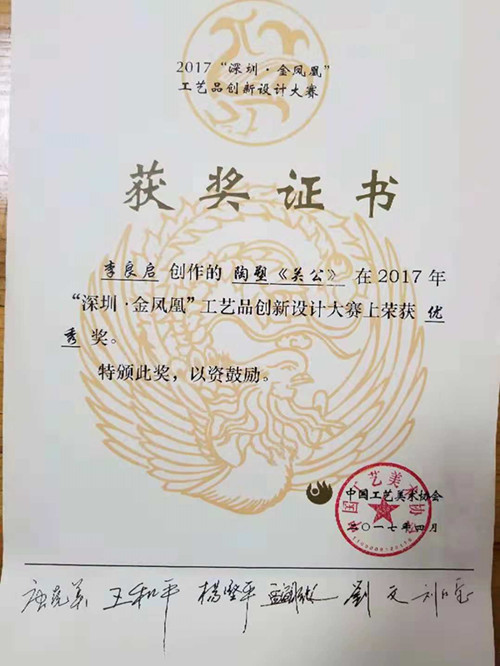 2017“深圳·金凤凰”
工艺品创新设计大赛
获奖证书
李良启 创作的 陶塑《关公》 在2017年
“深圳·金凤凰”工艺品创新设计大赛上荣获 优
秀 奖。
特颁此奖，以资鼓励。
中国工艺美术协会
二〇一七年四月
王和平 杨坚平 刘文